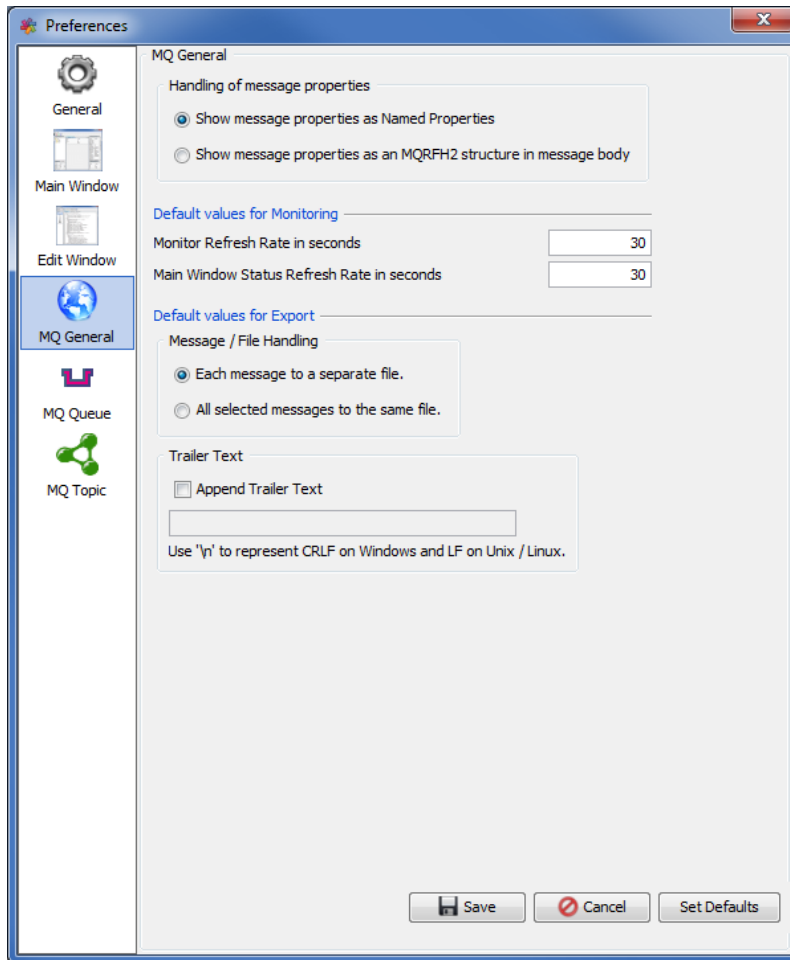 Preferences
General
Main Window
Edit Window
MQ General
MQ Queue
MQ Topic
MQ General
Handling of message properties
Show message properties as Named Properties
Show message properties as an MQRFH2 structure in message body
Default values for Monitoring
Monitor Refresh Rate in seconds 30
Main Window Status Refresh Rate in seconds 30
Default values for Export
Message / File Handling
Each message to a separate file.
All selected messages to the same file.
Trailer Text
Append Trailer Text
Use '\n' to represent CRLF on Windows and LF on Unix / Linux.
Save Cancel Set Defaults